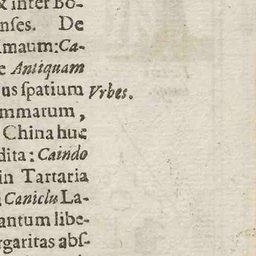 & inter Bo-
nſes. De
maum: Ca-
e Antiquam
us ſpatium Vrbes.
mmarum,
China huc
dita: Caindo
in Tartaria
Caniclu La-
antum libe-
rgaritas abſ-